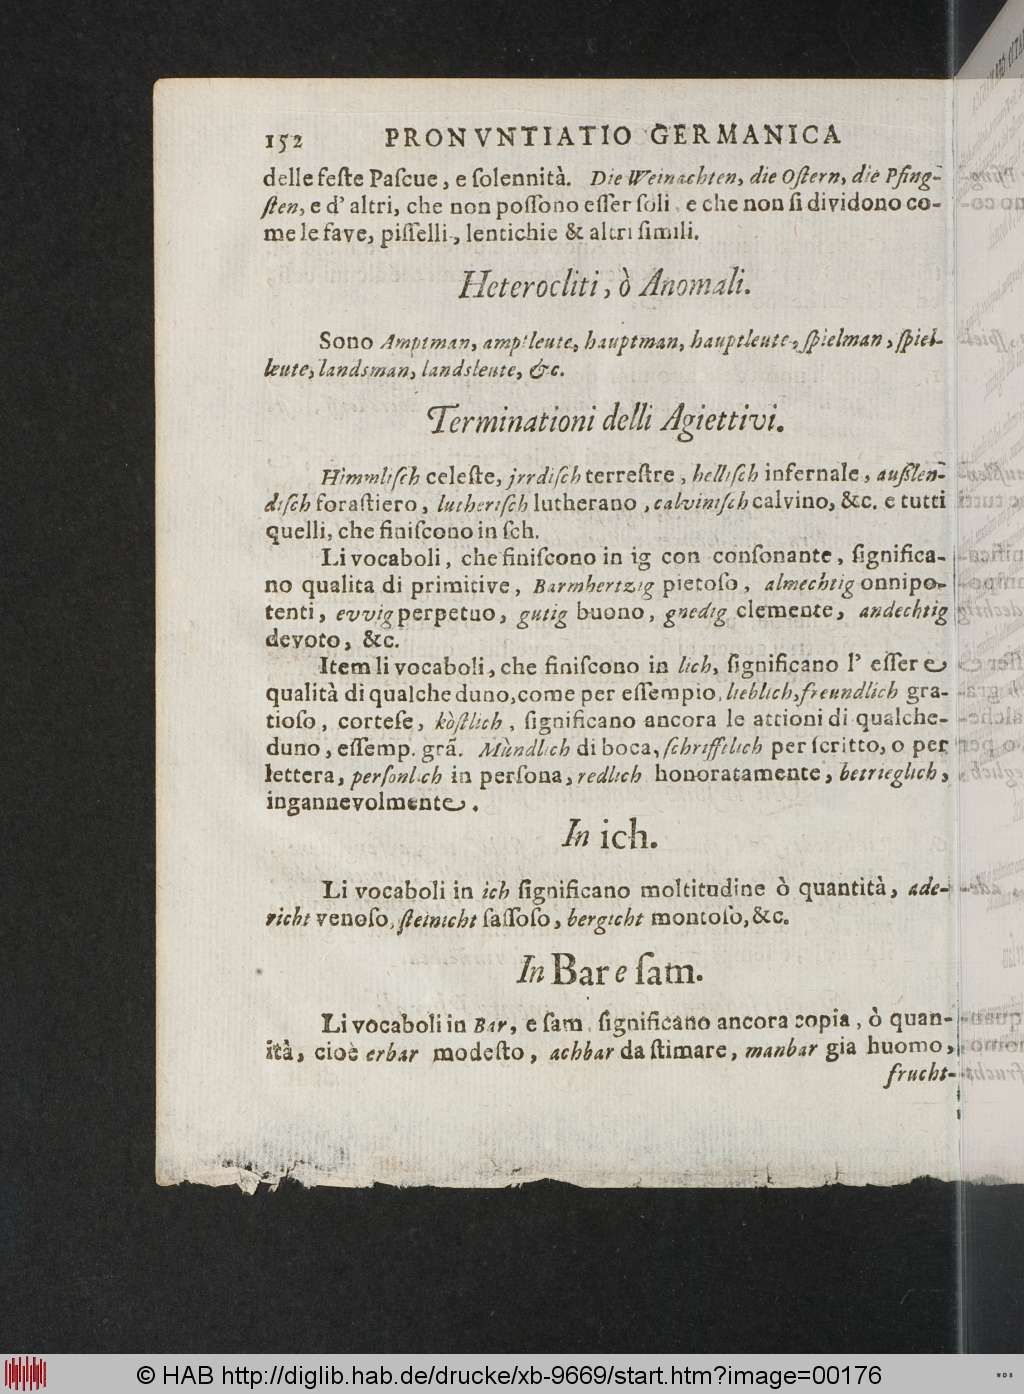 152 PRONVNTIATIO GERMANICA
delle feſte Paſcue, e ſolennità. Die Weinachten, die Oſtern, die Pfing-
ſten, e d' altri, che non poſſono eſſer ſoli e che non ſi dividono co-
me le fave, piſſelli, lentichie & altri ſimili.
Heterocliti, ò Anomali.
Sono Amptman, amptleute, hauptman, hauptleute, ſpielman, ſpiel-
leute, landsman, landsleute, &c.
Terminationi delli Agiettivi.
Himmliſch celeſte, jrrdiſch terreſtre, helliſch infernale, auſslen-
diſch foraſtiero, lutheriſch lutherano, calviniſch calvino, &c. e tutti
quelli, che finiſcono in ſch.
Li vocaboli, che finiſcono in ig con conſonante, ſignifica-
no qualita di primitive, Barmhertzig pietoſo, almechtig onnipo-
tenti, evvig perpetuo, gutig buono, gnedig clemente, andechtig
devoto, &c.
Item li vocaboli, che finiſcono in lich, ſignificano l' eſſer e
qualità di qualche duno, come per eſſempio, lieblich, freundlich gra-
tioſo, corteſe, kòſtlich, ſignificano ancora le attioni di qualche-
duno, eſſemp. grã. Mùndlich di boca, ſchrifftlich per ſcritto, o per
lettera, perſonlich in perſona, redlich honoratamente, betrieglich,
ingannevolmente.
In ich.
Li vocaboli in ich ſignificano moltitudine ò quantità, ade-
richt venoſo, ſteinicht ſaſſoſo, bergicht montoſo, &c.
In Bar e ſam.
Li vocaboli in Bar, e ſam ſignificano ancora copia, ò quan-
ità, cioè erbar modeſto, achbar da ſtimare, manbar gia huomo,
frucht-
© HAB http://diglib.hab.de/drucke/xb-9669/start.htm?image=00176